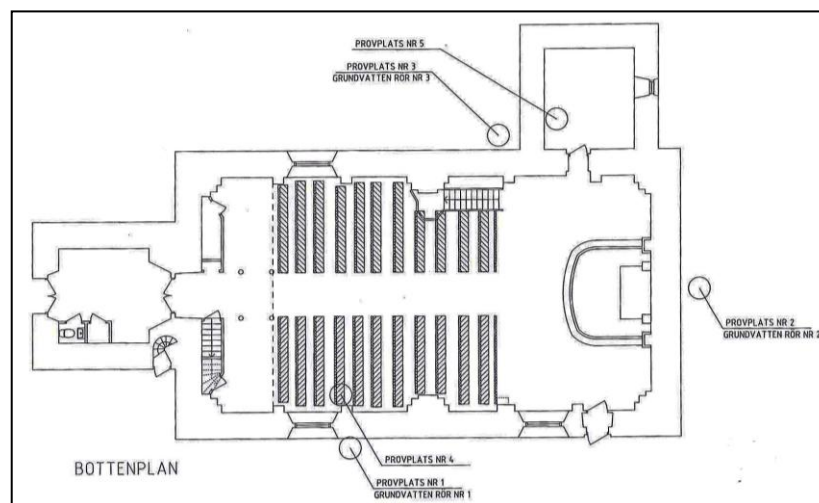 PROVPLATS NR 5
PROVPLATS NR 3
GRUNDVATTEN RÖR NR 3
PROVPLATS NR 2
GRUNDVATTEN RÖR NR 2
PROVPLATS NR 4
PROVPLATS NR 1
GRUNDVATTEN RÖR NR 1
BOTTENPLAN